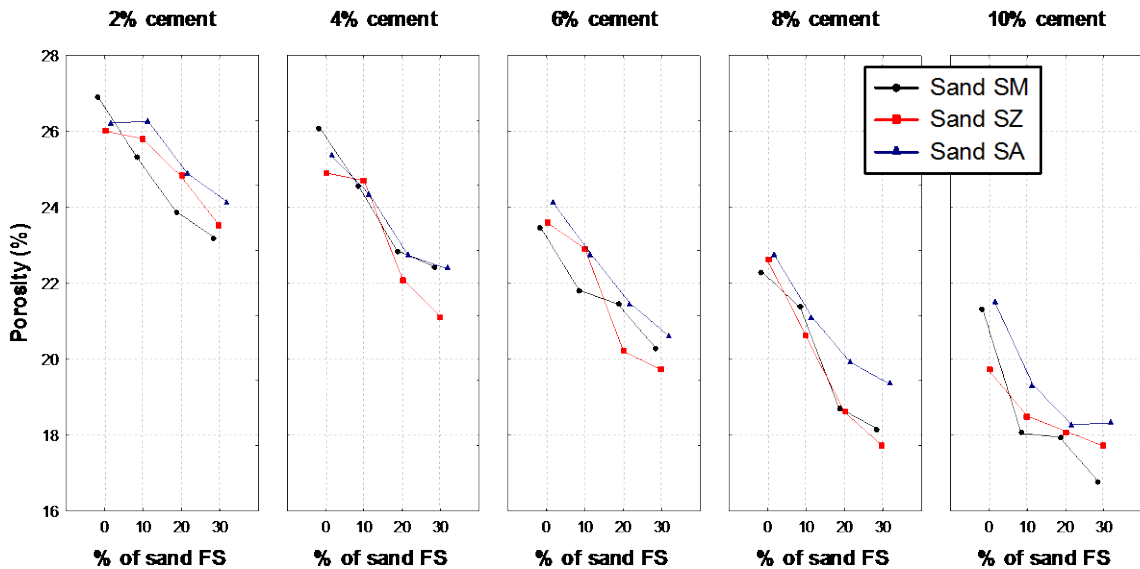 2% cement 4% cement 6% cement 8% cement 10% cement
Porosity (%)
28
26
24
22
20
18
16
Sand SM
Sand SZ
Sand SA
0 10 20 30 0 10 20 30 0 10 20 30 0 10 20 30 0 10 20 30
% of sand FS % of sand FS % of sand FS % of sand FS % of sand FS